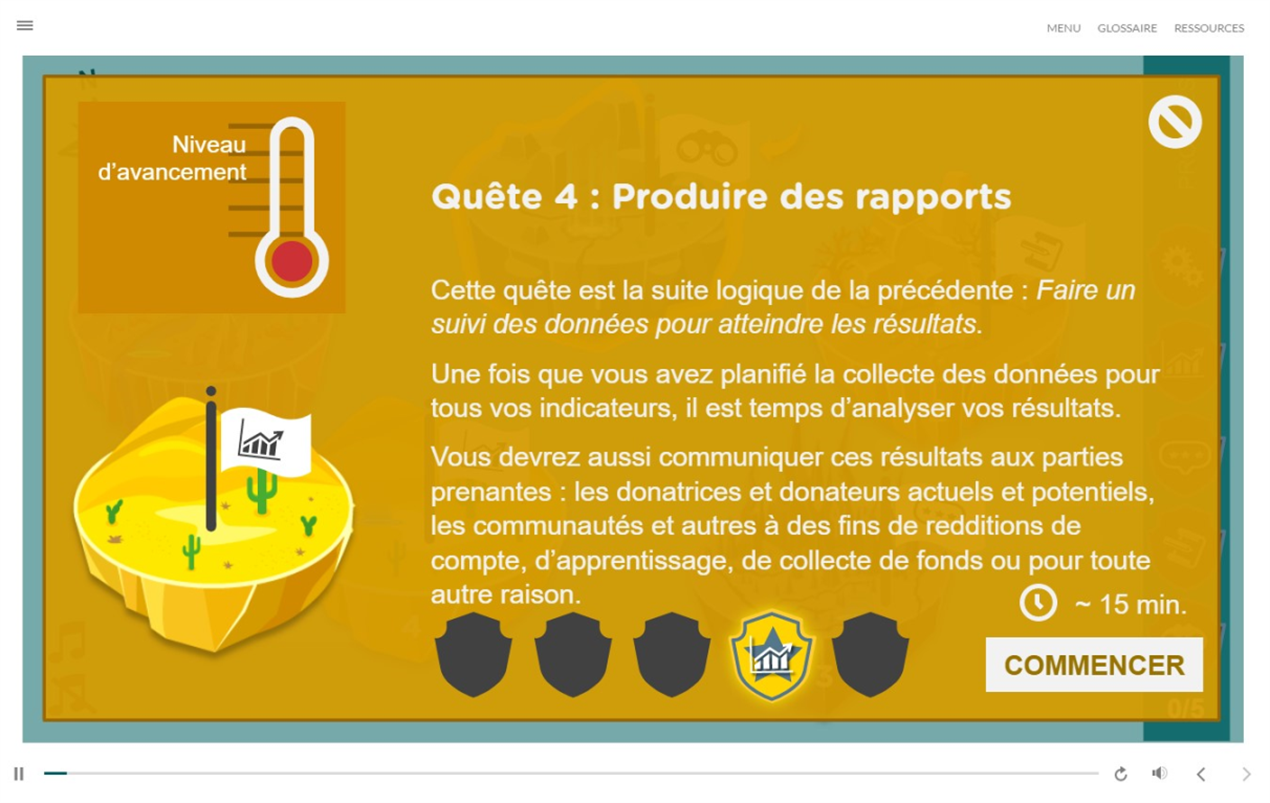 MENU GLOSSAIRE RESSOURCES
Niveau
d'avancement
Quête 4 : Produire des rapports
Cette quête est la suite logique de la précédente : Faire un
suivi des données pour atteindre les résultats.
Une fois que vous avez planifié la collecte des données pour
tous vos indicateurs, il est temps d'analyser vos résultats.
Vous devrez aussi communiquer ces résultats aux parties
prenantes : les donatrices et donateurs actuels et potentiels,
les communautés et autres à des fins de redditions de
compte, d'apprentissage, de collecte de fonds ou pour toute
autre raison.
~ 15 min.
COMMENCER
0/5